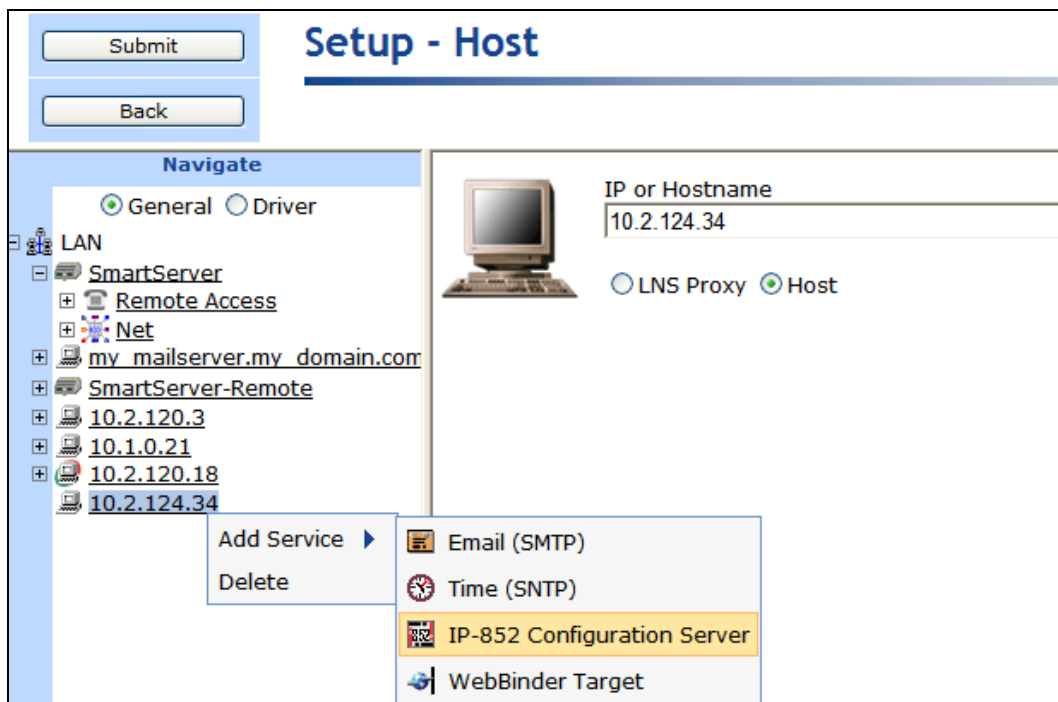 Submit
Setup - Host
Back
Navigate
General Driver
IP or Hostname
10.2.124.34
LNS Proxy Host
LAN
SmartServer
Remote Access
Net
my_mailserver.my_domain.com
SmartServer-Remote
10.2.120.3
10.1.0.21
10.2.120.18
10.2.124.34
Add Service
Delete
Email (SMTP)
Time (SNTP)
852 IP-852 Configuration Server
WebBinder Target